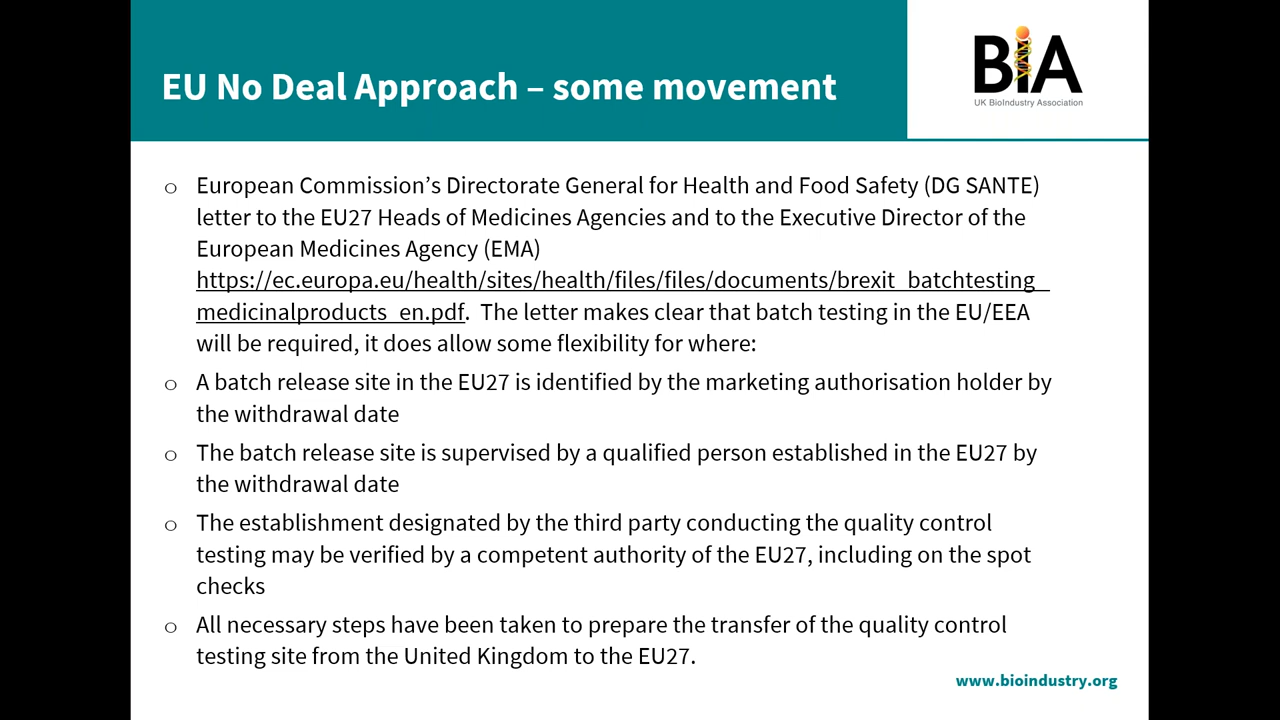 EU No Deal Approach – some movement
BIA
UK BioIndustry Association
○ European Commission’s Directorate General for Health and Food Safety (DG SANTE)
letter to the EU27 Heads of Medicines Agencies and to the Executive Director of the
European Medicines Agency (EMA)
https://ec.europa.eu/health/sites/health/files/files/documents/brexit_batchtesting_
medicinalproducts_en.pdf.  The letter makes clear that batch testing in the EU/EEA
will be required, it does allow some flexibility for where:
○ A batch release site in the EU27 is identified by the marketing authorisation holder by
the withdrawal date
○ The batch release site is supervised by a qualified person established in the EU27 by
the withdrawal date
○ The establishment designated by the third party conducting the quality control
testing may be verified by a competent authority of the EU27, including on the spot
checks
○ All necessary steps have been taken to prepare the transfer of the quality control
testing site from the United Kingdom to the EU27.
www.bioindustry.org